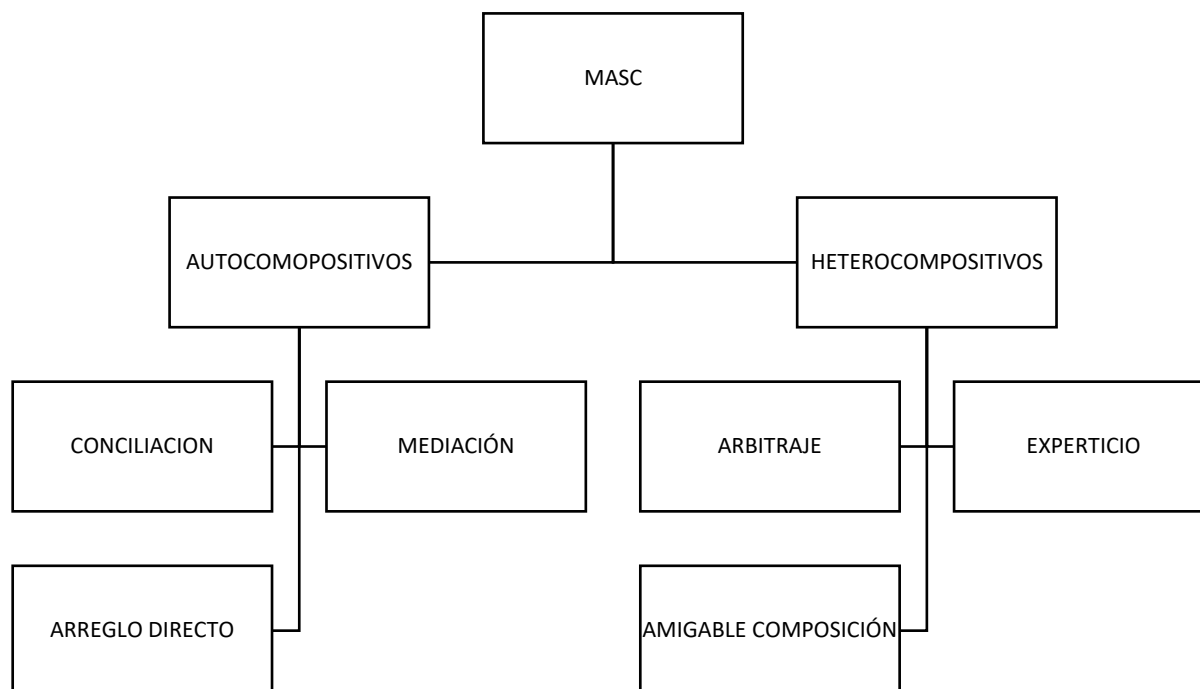 MASC
AUTOCOMOPOSITIVOS
HETEROCOMPOSITIVOS
CONCILIACION
MEDIACIÓN
ARBITRAJE
EXPERTICIO
ARREGLO DIRECTO
AMIGABLE COMPOSICIÓN